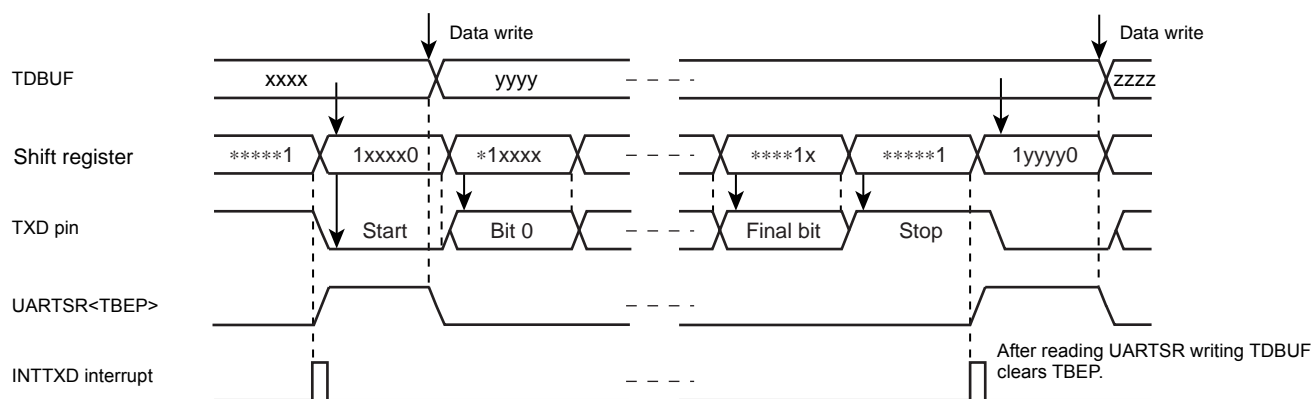 Data write
Data write
TDBUF
xxxx
yyyy
zzzz
Shift register
*****1
1xxxx0
*1xxxx
****1x
*****1
1yyyy0
TXD pin
Start
Bit 0
Final bit
Stop
UARTSR<TBEP>
INTTXD interrupt
After reading UARTSR writing TDBUF
clears TBEP.